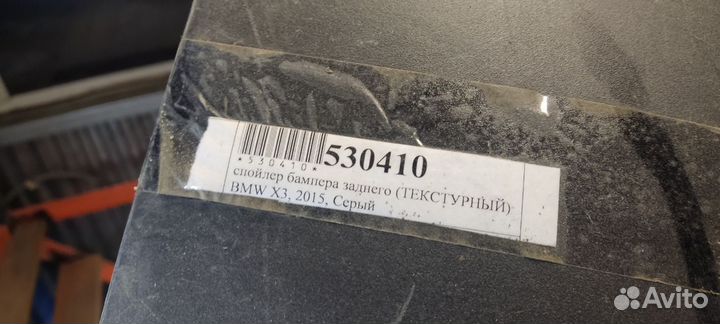 530410
*530410*
спойлер бампера заднего (ТЕКСТУРНЫЙ)
BMW X3, 2015, Серый
Avito